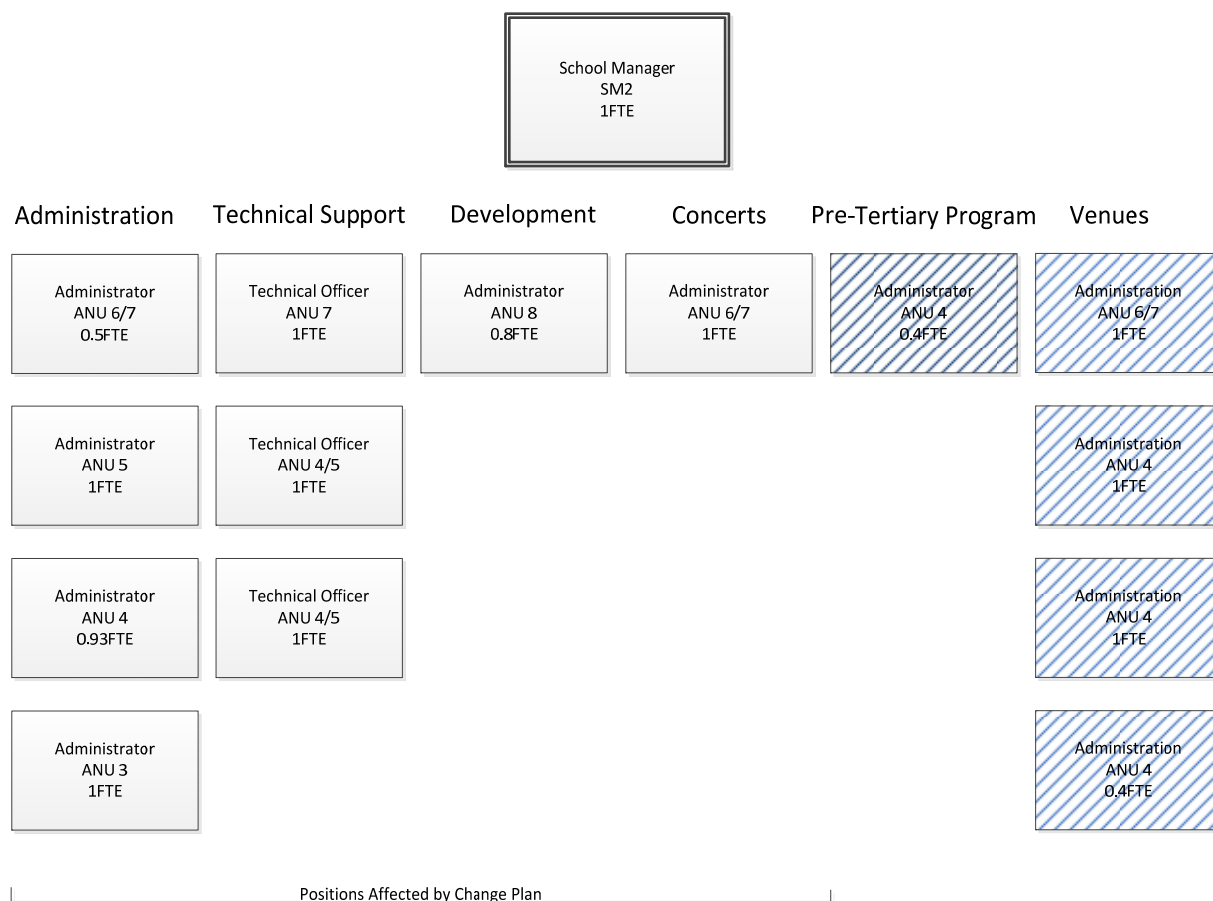 School Manager
SM2
1FTE
Administration
Technical Support
Development
Concerts
Pre-Tertiary Program
Venues
Administrator
ANU 6/7
0.5FTE
Technical Officer
ANU 7
1FTE
Administrator
ANU 8
0.8FTE
Administrator
ANU 6/7
1FTE
Administrator
ANU 4
0.4FTE
Administration
ANU 6/7
1FTE
Administrator
ANU 5
1FTE
Technical Officer
ANU 4/5
1FTE
Administration
ANU 4
1FTE
Administrator
ANU 4
0.93FTE
Technical Officer
ANU 4/5
1FTE
Administration
ANU 4
1FTE
Administrator
ANU 3
1FTE
Administration
ANU 4
0.4FTE
Positions Affected by Change Plan